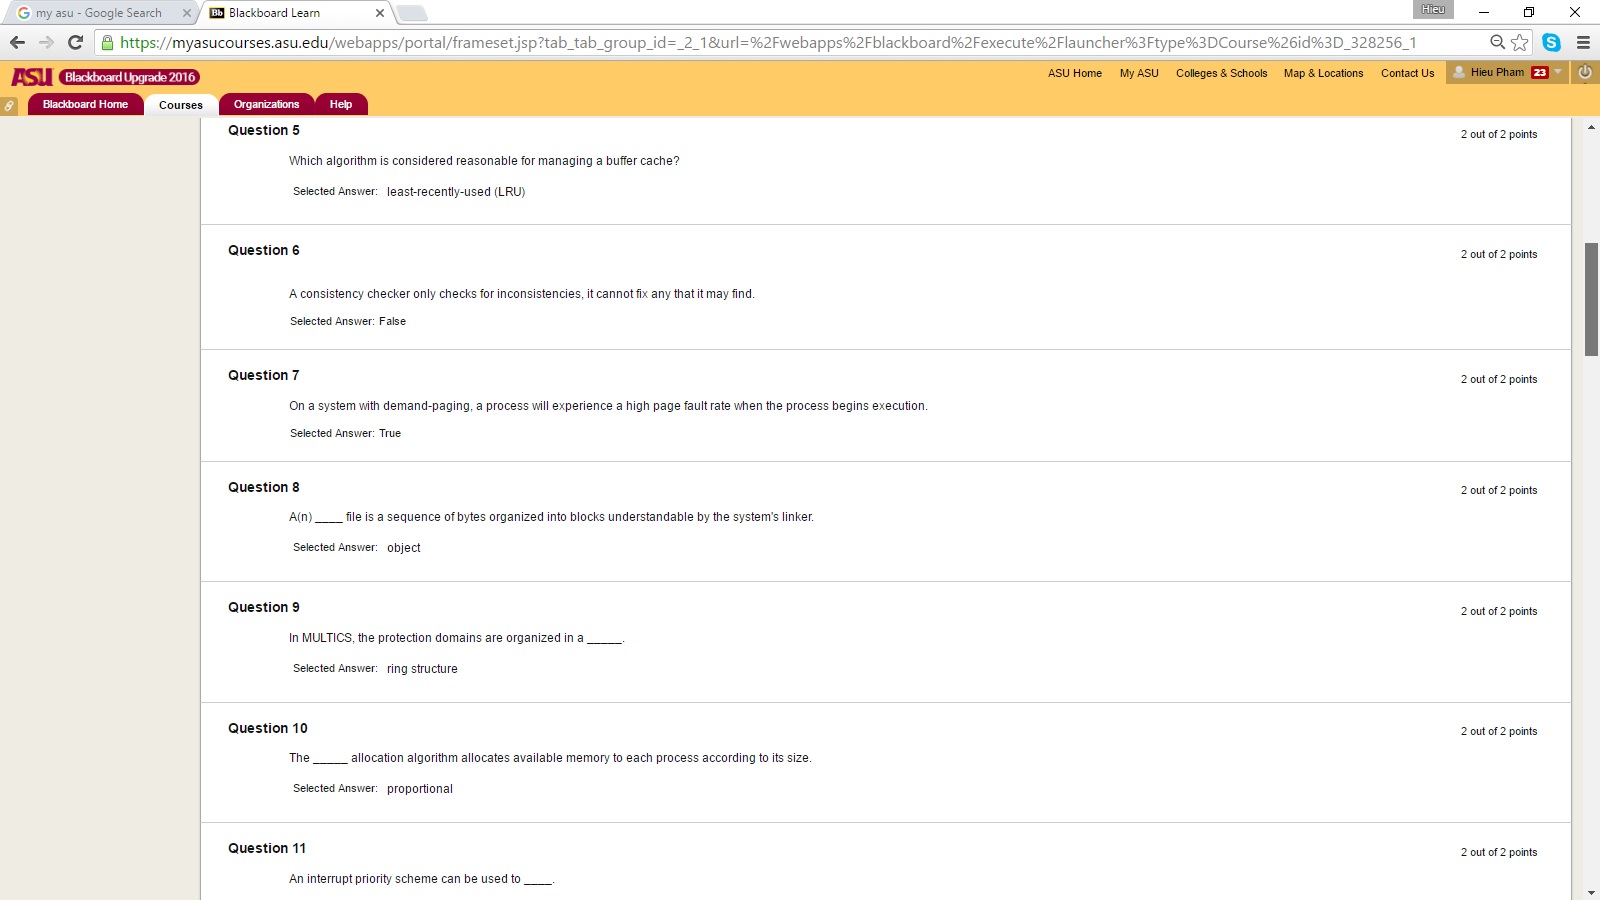 my asu - Google Search
Blackboard Learn
Hieu
https://myasucourses.asu.edu/webapps/portal/frameset.jsp?tab_tab_group_id=_2_1&url=%2Fwebapps%2Fblackboard%2Fexecute%2Flauncher%3Ftype%3DCourse%26id%3D_328256_1
ASU Blackboard Upgrade 2016
ASU Home My ASU Colleges & Schools Map & Locations Contact Us Hieu Pham 23
Blackboard Home Courses Organizations Help
Question 5
2 out of 2 points
Which algorithm is considered reasonable for managing a buffer cache?
Selected Answer: least-recently-used (LRU)
Question 6
2 out of 2 points
A consistency checker only checks for inconsistencies, it cannot fix any that it may find.
Selected Answer: False
Question 7
2 out of 2 points
On a system with demand-paging, a process will experience a high page fault rate when the process begins execution.
Selected Answer: True
Question 8
2 out of 2 points
A(n) ____ file is a sequence of bytes organized into blocks understandable by the system's linker.
Selected Answer: object
Question 9
2 out of 2 points
In MULTICS, the protection domains are organized in a _____.
Selected Answer: ring structure
Question 10
2 out of 2 points
The _____ allocation algorithm allocates available memory to each process according to its size.
Selected Answer: proportional
Question 11
2 out of 2 points
An interrupt priority scheme can be used to ____.